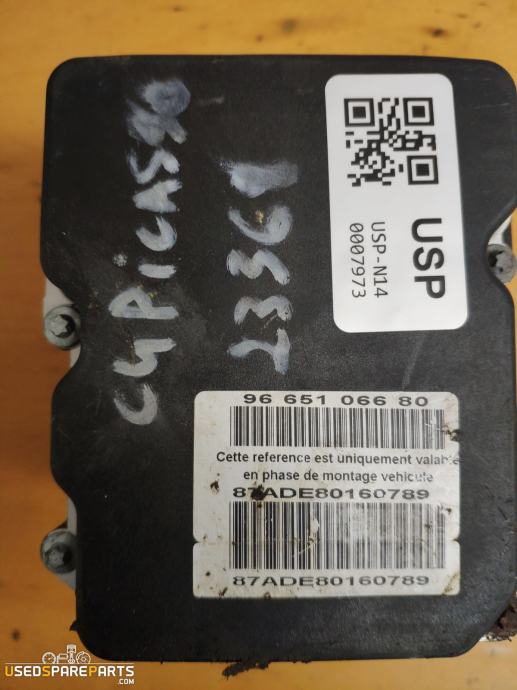 C4 PICASSO
2361
USP
USP-N14
0007973
96 651 066 80
Cette reference est uniquement valable
en phase de montage vehicule
87ADE80160789
87ADE80160789
USEDSPAREPARTS
.COM